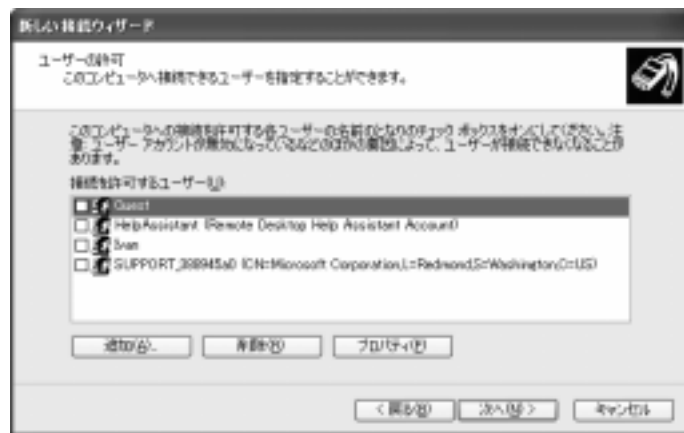 新しい接続ウィザード
ユーザーの許可
このコンピュータへ接続できるユーザーを指定することができます。
このコンピュータへの接続を許可する各ユーザーの名前のとなりのチェック ボックスをオンにしてください。注
意: ユーザー アカウントが無効になっているなどのほかの要因によって、ユーザーが接続できなくなることが
あります。
接続を許可するユーザー(U)
Guest
HelpAssistant (Remote Desktop Help Assistant Account)
Ivan
SUPPORT_388945a0 (CN=Microsoft Corporation,L=Redmond,S=Washington,C=US)
追加(A)...
削除(R)
プロパティ(P)
< 戻る(B)
次へ(N) >
キャンセル